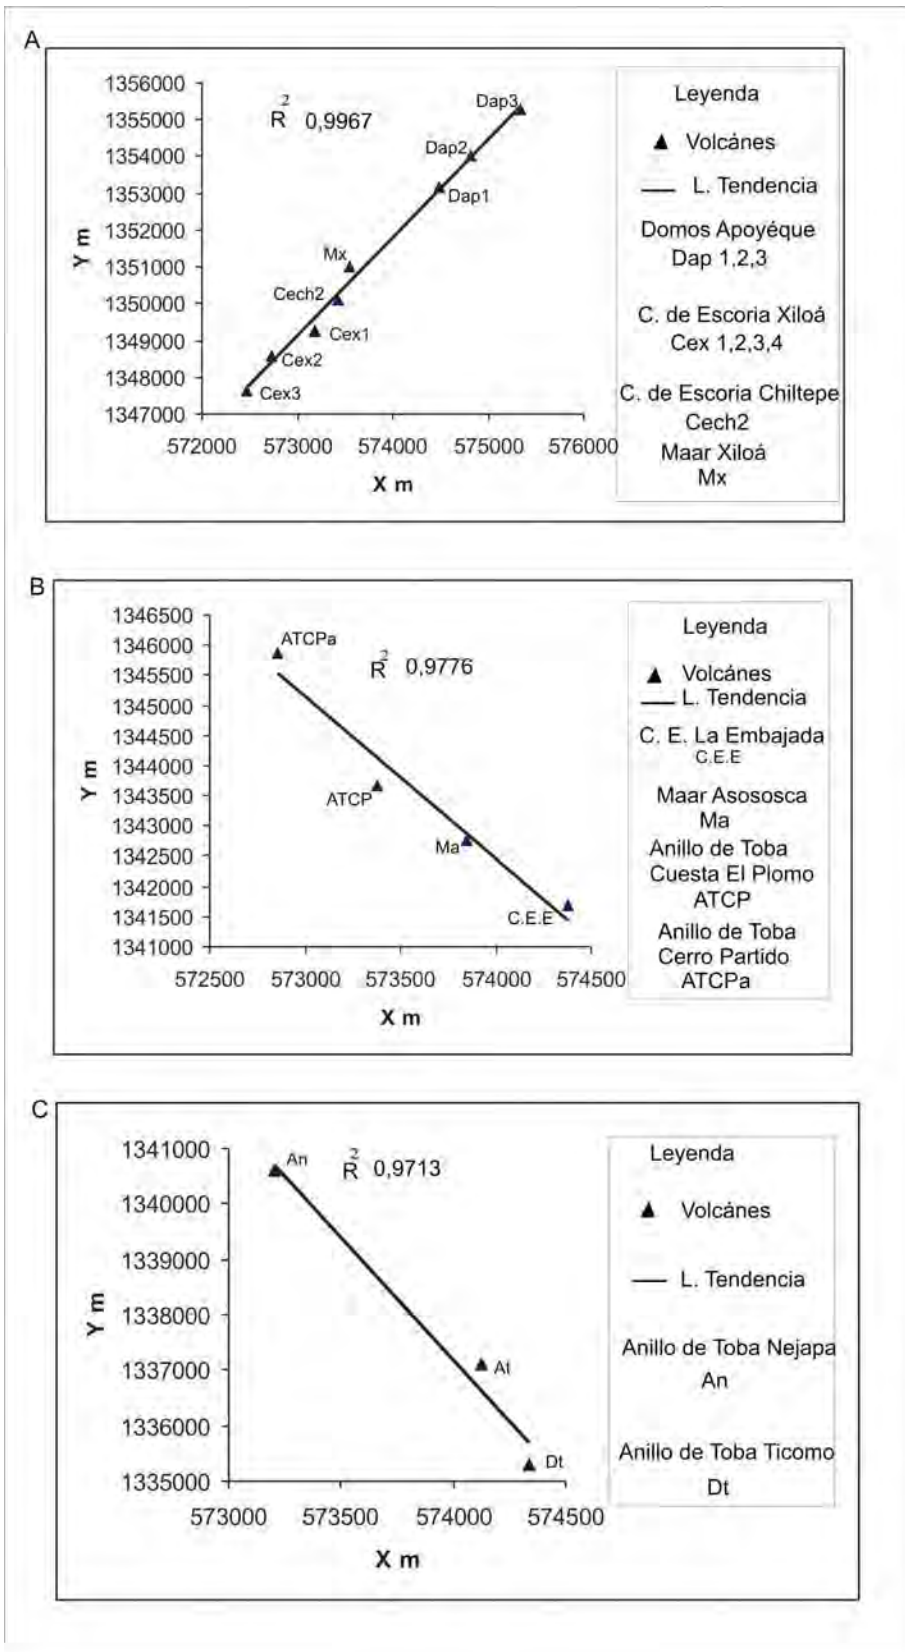 A
1356000
1355000
1354000
1353000
1352000
1351000
1350000
1349000
1348000
1347000
Y m
R 2 0,9967
Dap3
Dap2
Dap1
Mx
Cech2
Cex1
Cex2
Cex3
572000 573000 574000 575000 576000
X m
Leyenda
Volcánes
L. Tendencia
Domos Apoyéque
Dap 1,2,3
C. de Escoria Xiloá
Cex 1,2,3,4
C. de Escoria Chiltepe
Cech2
Maar Xiloá
Mx
B
1346500
1346000
1345500
1345000
1344500
1344000
1343500
1343000
1342500
1342000
1341500
1341000
Y m
ATCPa
R 2 0,9776
ATCP
Ma
C.E.E
572500 573000 573500 574000 574500
X m
Leyenda
Volcánes
L. Tendencia
C. E. La Embajada
C.E.E
Maar Asososca
Ma
Anillo de Toba
Cuesta El Plomo
ATCP
Anillo de Toba
Cerro Partido
ATCPa
C
1341000
1340000
1339000
1338000
1337000
1336000
1335000
Y m
An
R 2 0,9713
At
Dt
573000 573500 574000 574500
X m
Leyenda
Volcánes
L. Tendencia
Anillo de Toba Nejapa
An
Anillo de Toba Ticomo
Dt